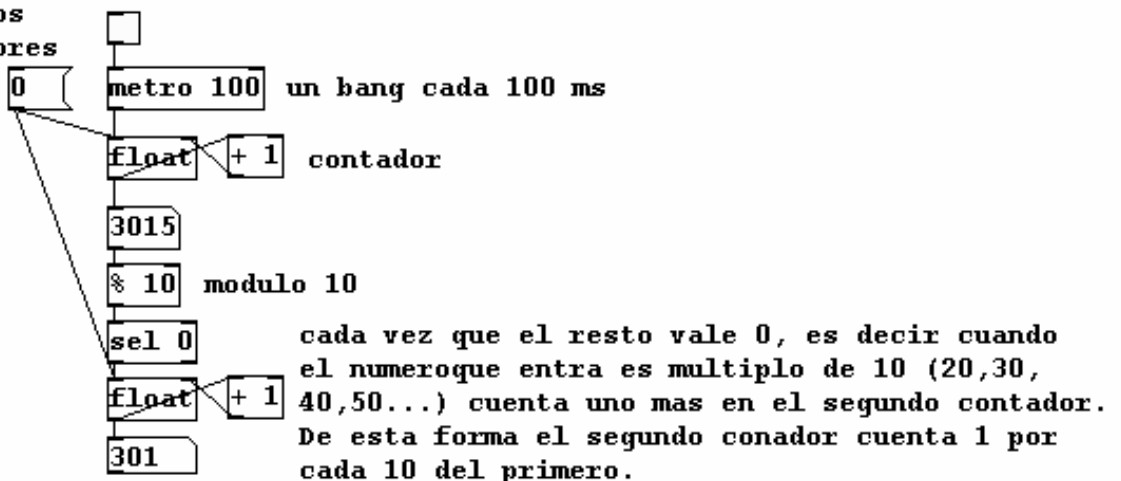 0
metro 100 un bang cada 100 ms
float + 1 contador
3015
% 10 modulo 10
sel 0
cada vez que el resto vale 0, es decir cuando
el numeroque entra es multiplo de 10 (20,30,
float + 1 40,50...) cuenta uno mas en el segundo contador.
De esta forma el segundo conador cuenta 1 por
301
cada 10 del primero.